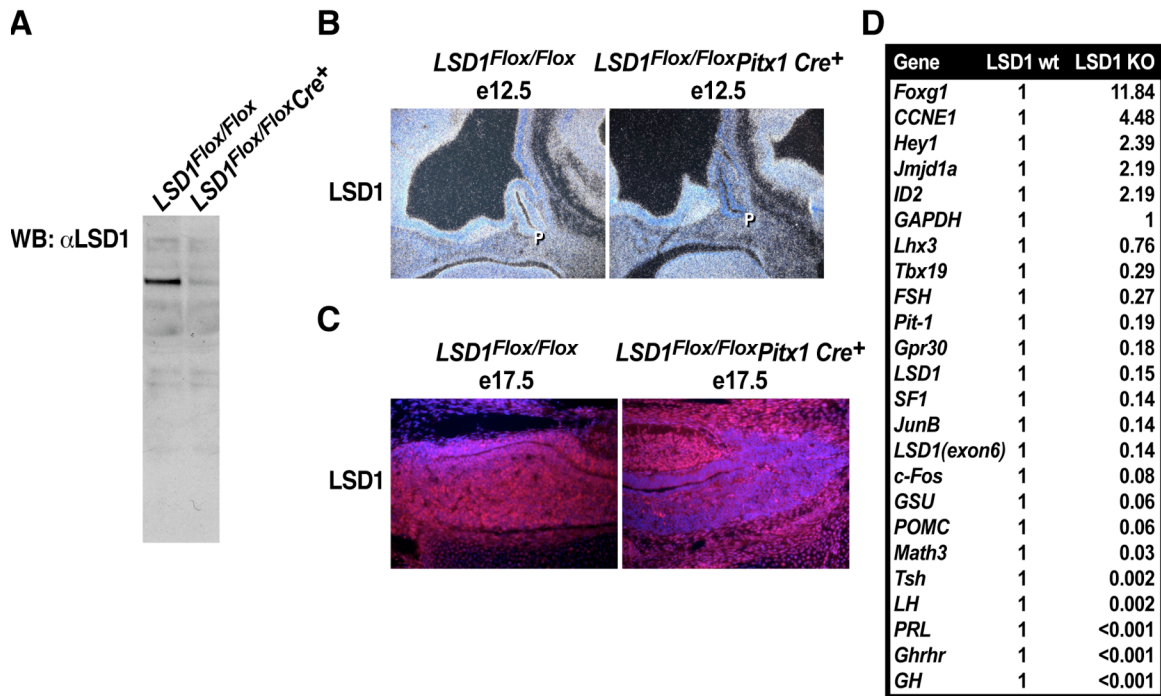 A
LSD1Flox/Flox
LSD1Flox/FloxCre+
WB: αLSD1
B
LSD1Flox/Flox
e12.5
LSD1Flox/FloxPitx1 Cre+
e12.5
LSD1
P
P
C
LSD1Flox/Flox
e17.5
LSD1Flox/FloxPitx1 Cre+
e17.5
LSD1
D
Gene LSD1 wt LSD1 KO
Foxg1 1 11.84
CCNE1 1 4.48
Hey1 1 2.39
Jmjd1a 1 2.19
ID2 1 2.19
GAPDH 1 1
Lhx3 1 0.76
Tbx19 1 0.29
FSH 1 0.27
Pit-1 1 0.19
Gpr30 1 0.18
LSD1 1 0.15
SF1 1 0.14
JunB 1 0.14
LSD1(exon6) 1 0.14
c-Fos 1 0.08
GSU 1 0.06
POMC 1 0.06
Math3 1 0.03
Tsh 1 0.002
LH 1 0.002
PRL 1 <0.001
Ghrhr 1 <0.001
GH 1 <0.001